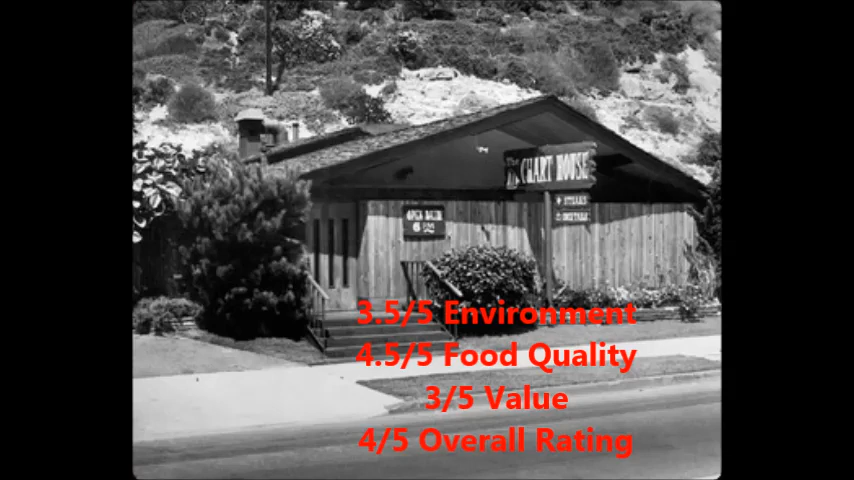 The
CHART HOUSE
STEAKS
COCKTAILS
OPEN DAILY
3.5/5 Environment
4.5/5 Food Quality
3/5 Value
4/5 Overall Rating